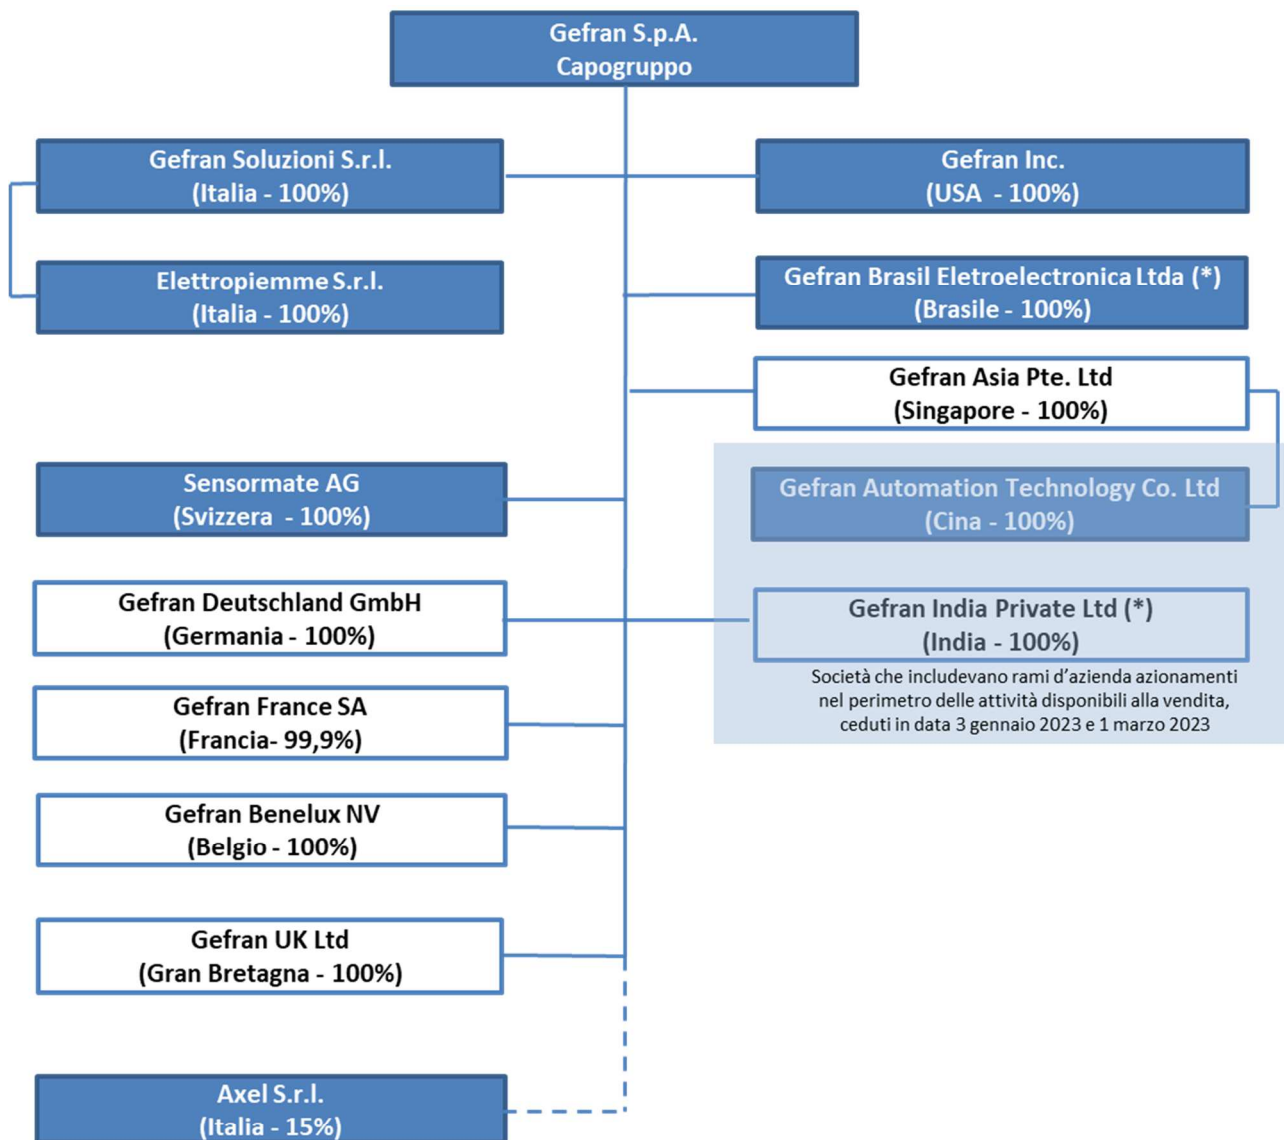 Gefran S.p.A.
Capogruppo
Gefran Soluzioni S.r.l.
(Italia - 100%)
Gefran Inc.
(USA - 100%)
Elettropiemme S.r.l.
(Italia - 100%)
Gefran Brasil Eletroelectronica Ltda (*)
(Brasile - 100%)
Gefran Asia Pte. Ltd
(Singapore - 100%)
Sensormate AG
(Svizzera - 100%)
Gefran Automation Technology Co. Ltd
(Cina - 100%)
Gefran Deutschland GmbH
(Germania - 100%)
Gefran India Private Ltd (*)
(India - 100%)
Società che includevano rami d'azienda azionamenti
nel perimetro delle attività disponibili alla vendita,
ceduti in data 3 gennaio 2023 e 1 marzo 2023
Gefran France SA
(Francia- 99,9%)
Gefran Benelux NV
(Belgio - 100%)
Gefran UK Ltd
(Gran Bretagna - 100%)
Axel S.r.l.
(Italia - 15%)